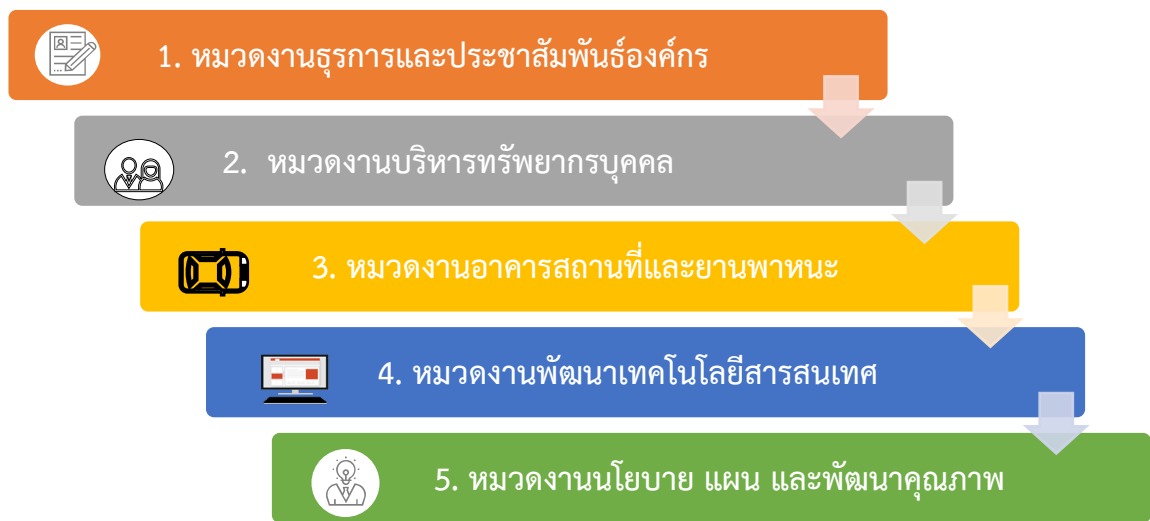 1. หมวดงานธุรการและประชาสัมพันธ์องค์กร
2. หมวดงานบริหารทรัพยากรบุคคล
3. หมวดงานอาคารสถานที่และยานพาหนะ
4. หมวดงานพัฒนาเทคโนโลยีสารสนเทศ
5. หมวดงานนโยบาย แผน และพัฒนาคุณภาพ